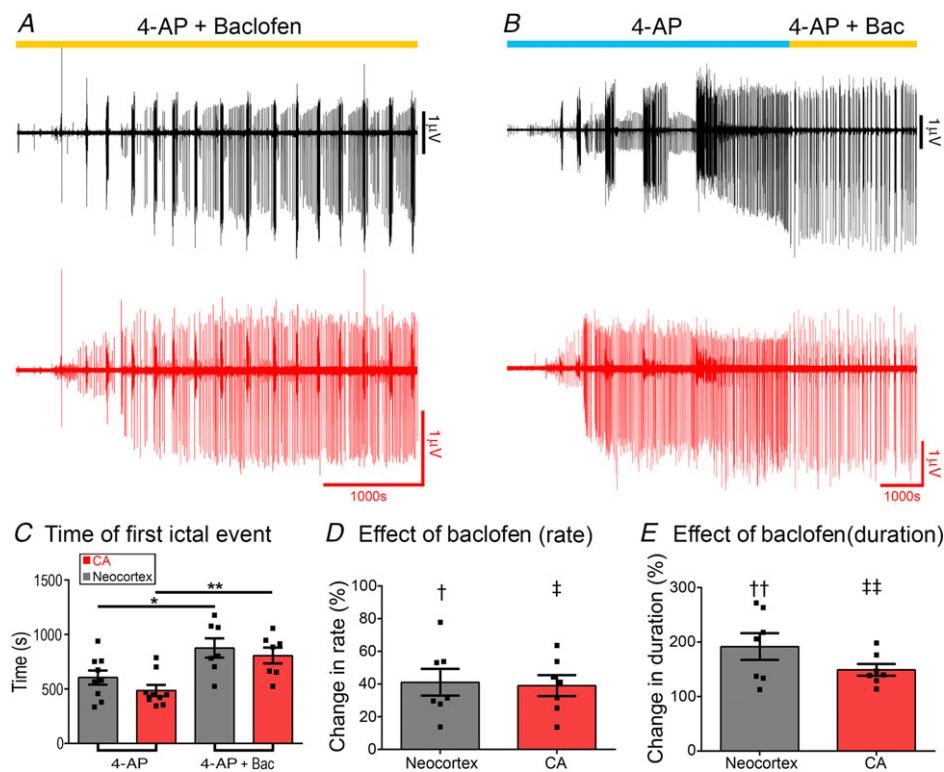 A
4-AP + Baclofen
1μV
1μV
1000s
B
4-AP
4-AP + Bac
1μV
1μV
1000s
C Time of first ictal event
CA
Neocortex
Time (s)
1500
1000
500
0
*
**
4-AP
4-AP + Bac
D Effect of baclofen (rate)
Change in rate (%)
100
80
60
40
20
0
†
‡
Neocortex
CA
E Effect of baclofen(duration)
Change in duration (%)
300
200
100
0
††
‡‡
Neocortex
CA